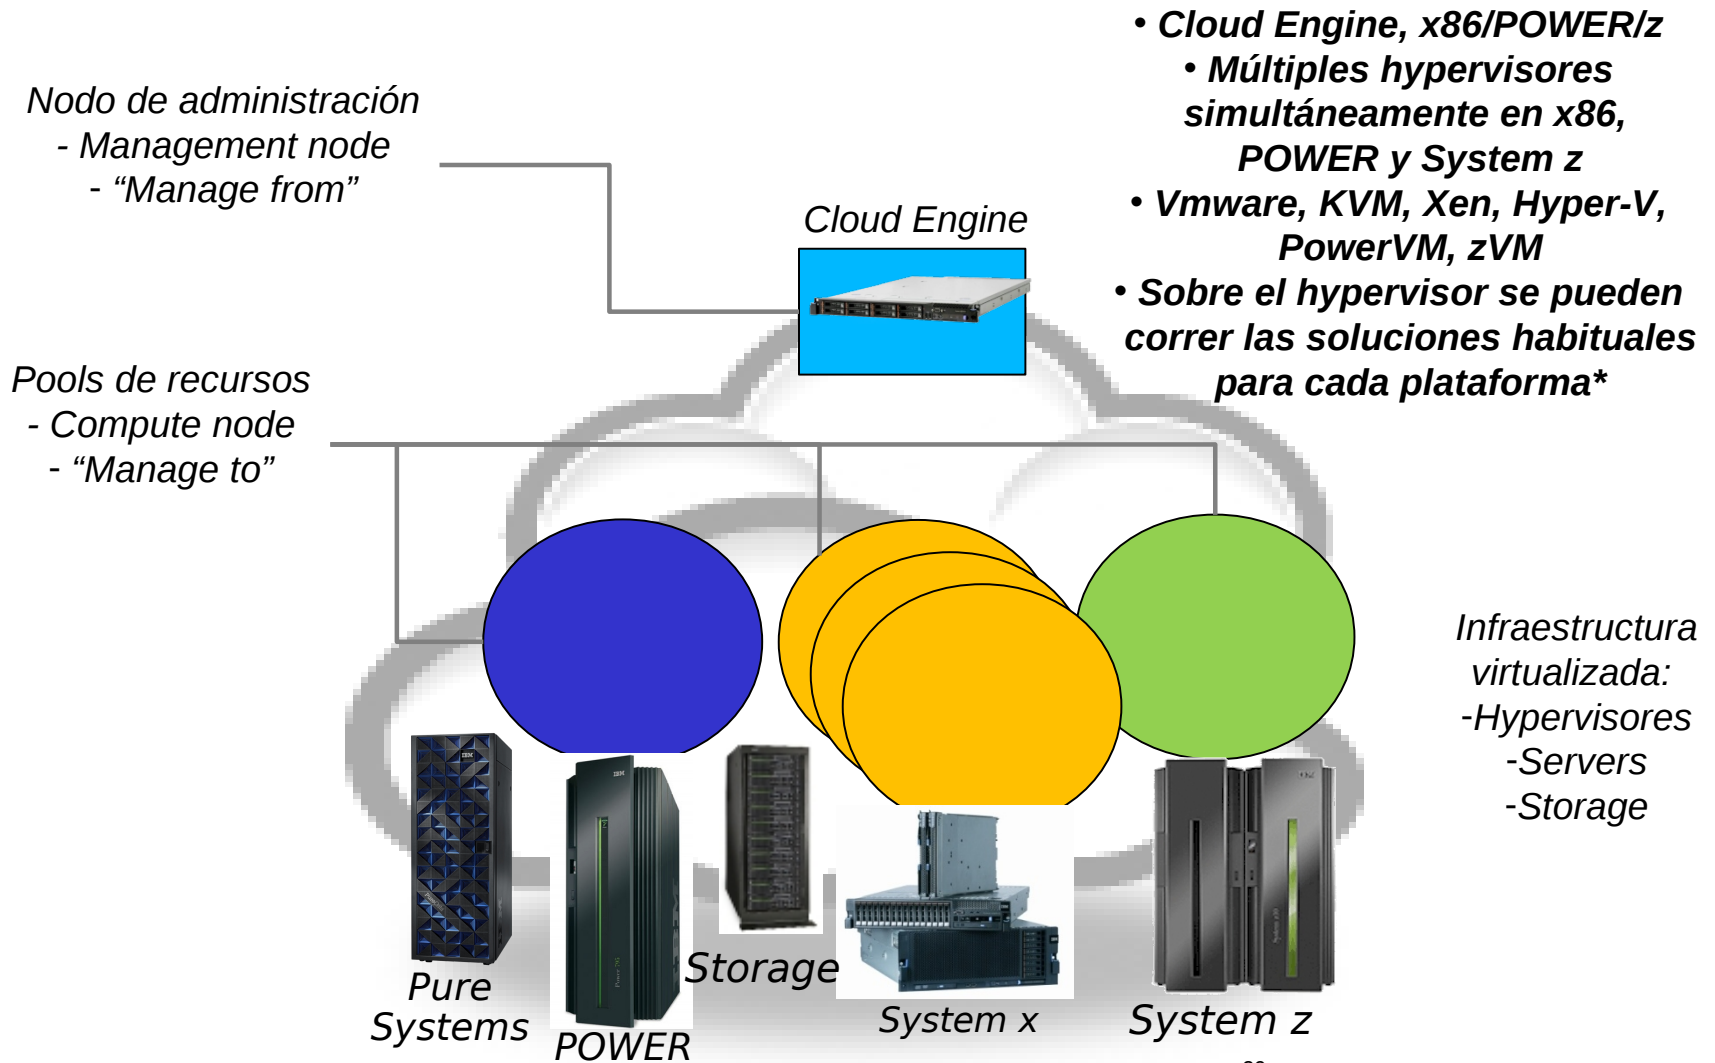 • Cloud Engine, x86/POWER/z
• Múltiples hypervisores
simultáneamente en x86,
POWER y System z
• Vmware, KVM, Xen, Hyper-V,
PowerVM, zVM
• Sobre el hypervisor se pueden
correr las soluciones habituales
para cada plataforma*
Nodo de administración
- Management node
- “Manage from”
Cloud Engine
Pools de recursos
- Compute node
- “Manage to”
Infraestructura
virtualizada:
-Hypervisores
-Servers
-Storage
Pure
Systems
POWER
Storage
System x
System z